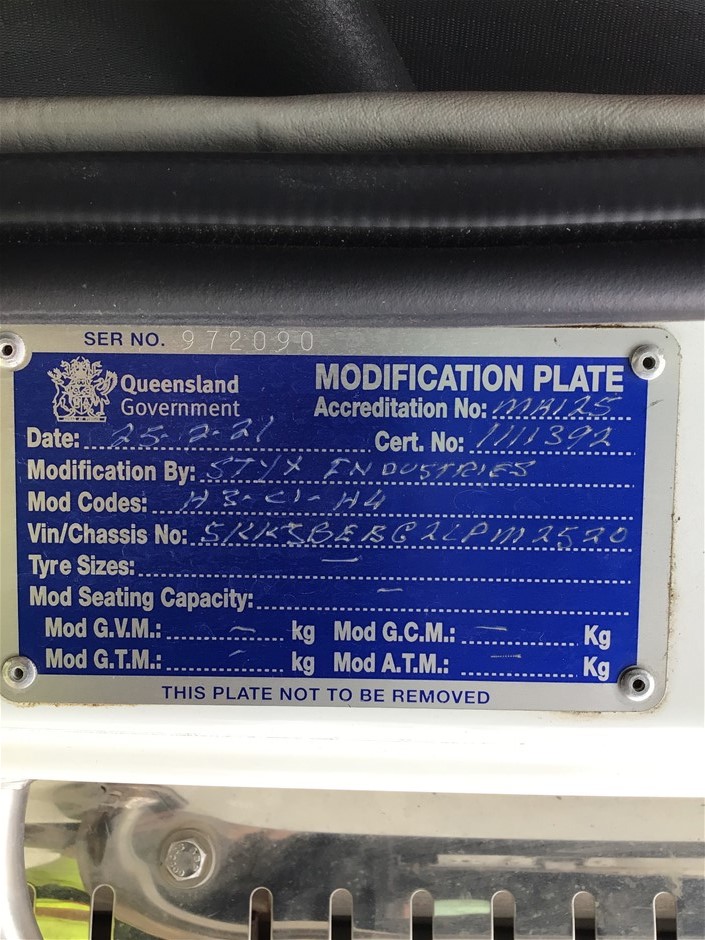 SER NO. 972090
Queensland Government
MODIFICATION PLATE
Accreditation No: MA125
Date: 25-2-21 Cert. No: 1111392
Modification By: STYX INDUSTRIES
Mod Codes: H3-C1-H4
Vin/Chassis No: 5KKJBEBG2LPM2520
Tyre Sizes: —
Mod Seating Capacity: -
Mod G.V.M.: - kg Mod G.C.M.: - Kg
Mod G.T.M.: - kg Mod A.T.M.: - Kg
THIS PLATE NOT TO BE REMOVED